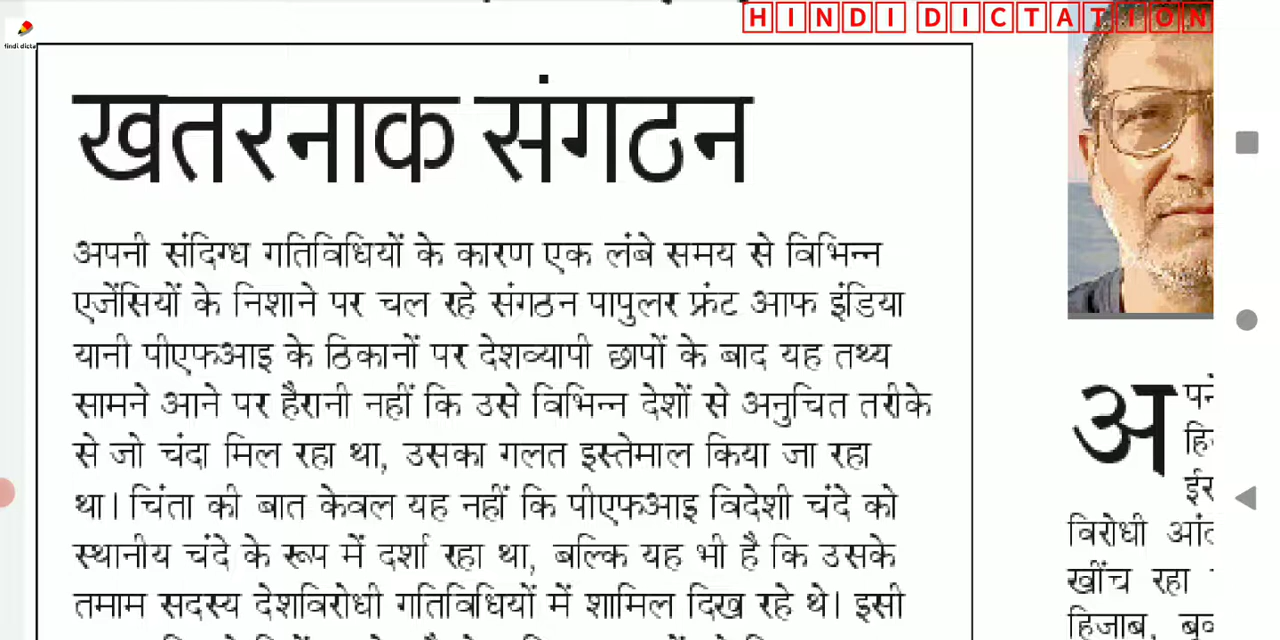 HINDI DICTATION
खतरनाक संगठन
अपनी संदिग्ध गतिविधियों के कारण एक लंबे समय से विभिन्न
एजेंसियों के निशाने पर चल रहे संगठन पापुलर फ्रंट आफ इंडिया
यानी पीएफआइ के ठिकानों पर देशव्यापी छापों के बाद यह तथ्य
सामने आने पर हैरानी नहीं कि उसे विभिन्न देशों से अनुचित तरीके
से जो चंदा मिल रहा था, उसका गलत इस्तेमाल किया जा रहा
था। चिंता की बात केवल यह नहीं कि पीएफआइ विदेशी चंदे को
स्थानीय चंदे के रूप में दर्शा रहा था, बल्कि यह भी है कि उसके
तमाम सदस्य देशविरोधी गतिविधियों में शामिल दिख रहे थे। इसी
अ
विरोधी
खींच रहा
हिजाब,